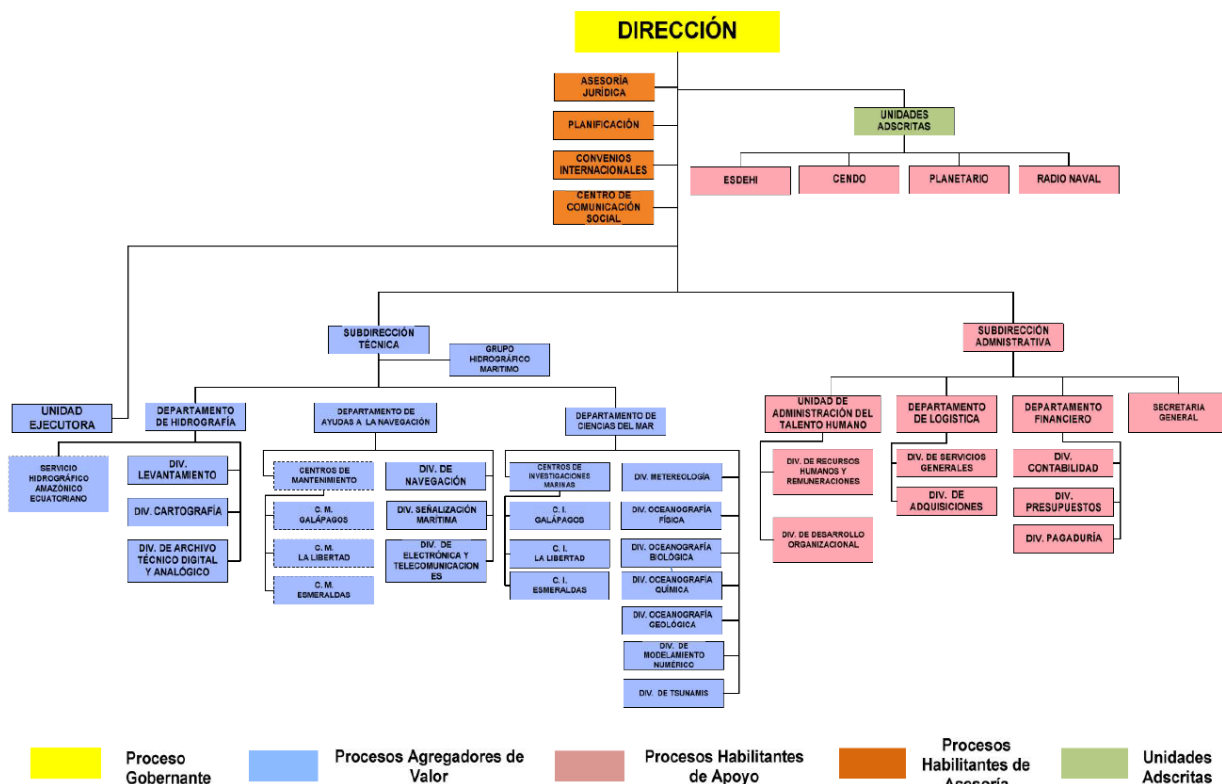 DIRECCIÓN
ASESORÍA
JURÍDICA
PLANIFICACIÓN
CONVENIOS
INTERNACIONALES
CENTRO DE
COMUNICACIÓN
SOCIAL
UNIDADES
ADSCRITAS
ESDEHI
CENDO
PLANETARIO
RADIO NAVAL
SUBDIRECCIÓN
TÉCNICA
GRUPO
HIDROGRÁFICO
MARITIMO
SUBDIRECCIÓN
ADMNISTRATIVA
UNIDAD
EJECUTORA
SERVICIO
HIDROGRÁFICO
AMAZÓNICO
ECUATORIANO
DEPARTAMENTO
DE HIDROGRAFÍA
DIV.
LEVANTAMIENTO
DIV. CARTOGRAFÍA
DIV. DE ARCHIVO
TÉCNICO DIGITAL
Y ANALÓGICO
DEPARTAMENTO DE
AYUDAS A LA NAVEGACIÓN
CENTROS DE
MANTENIMIENTO
C. M.
GALÁPAGOS
C. M.
LA LIBERTAD
C. M.
ESMERALDAS
DIV. DE
NAVEGACIÓN
DIV. SEÑALIZACIÓN
MARÍTIMA
DIV. DE
ELECTRÓNICA Y
TELECOMUNICACION
ES
DEPARTAMENTO DE
CIENCIAS DEL MAR
CENTROS DE
INVESTIGACIONES
MARINAS
C. I.
GALÁPAGOS
C. I.
LA LIBERTAD
C. I.
ESMERALDAS
DIV. METEREOLOGÍA
DIV. OCEANOGRAFÍA
FÍSICA
DIV. OCEANOGRAFÍA
BIOLÓGICA
DIV. OCEANOGRAFÍA
QUÍMICA
DIV. OCEANOGRAFÍA
GEOLÓGICA
DIV. DE
MODELAMIENTO
NUMÉRICO
DIV. DE TSUNAMIS
UNIDAD DE
ADMINISTRACIÓN DEL
TALENTO HUMANO
DIV. DE RECURSOS
HUMANOS Y
REMUNERACIONES
DIV. DE DESARROLLO
ORGANIZACIONAL
DEPARTAMENTO
DE LOGISTICA
DIV. DE SERVICIOS
GENERALES
DIV. DE
ADQUISICIONES
DEPARTAMENTO
FINANCIERO
DIV.
CONTABILIDAD
DIV.
PRESUPUESTOS
DIV. PAGADURÍA
SECRETARIA
GENERAL
Proceso
Gobernante
Procesos Agregadores de
Valor
Procesos Habilitantes
de Apoyo
Procesos
Habilitantes de
Asesoría
Unidades
Adscritas